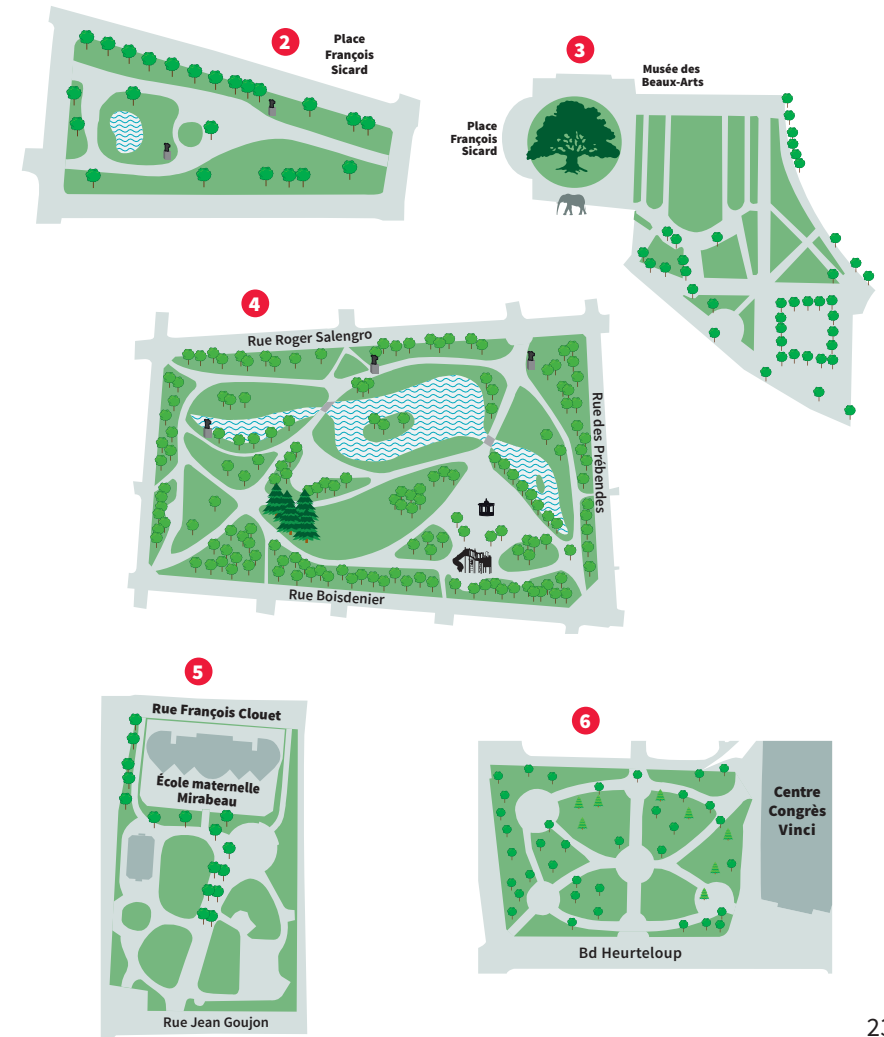 2
Place
François
Sicard
3
Musée des
Beaux-Arts
Place
François
Sicard
4
Rue Roger Salengro
Rue des Prébendes
Rue Boisdenier
5
Rue François Clouet
École maternelle
Mirabeau
Rue Jean Goujon
6
Centre
Congrès
Vinci
Bd Heurteloup
23